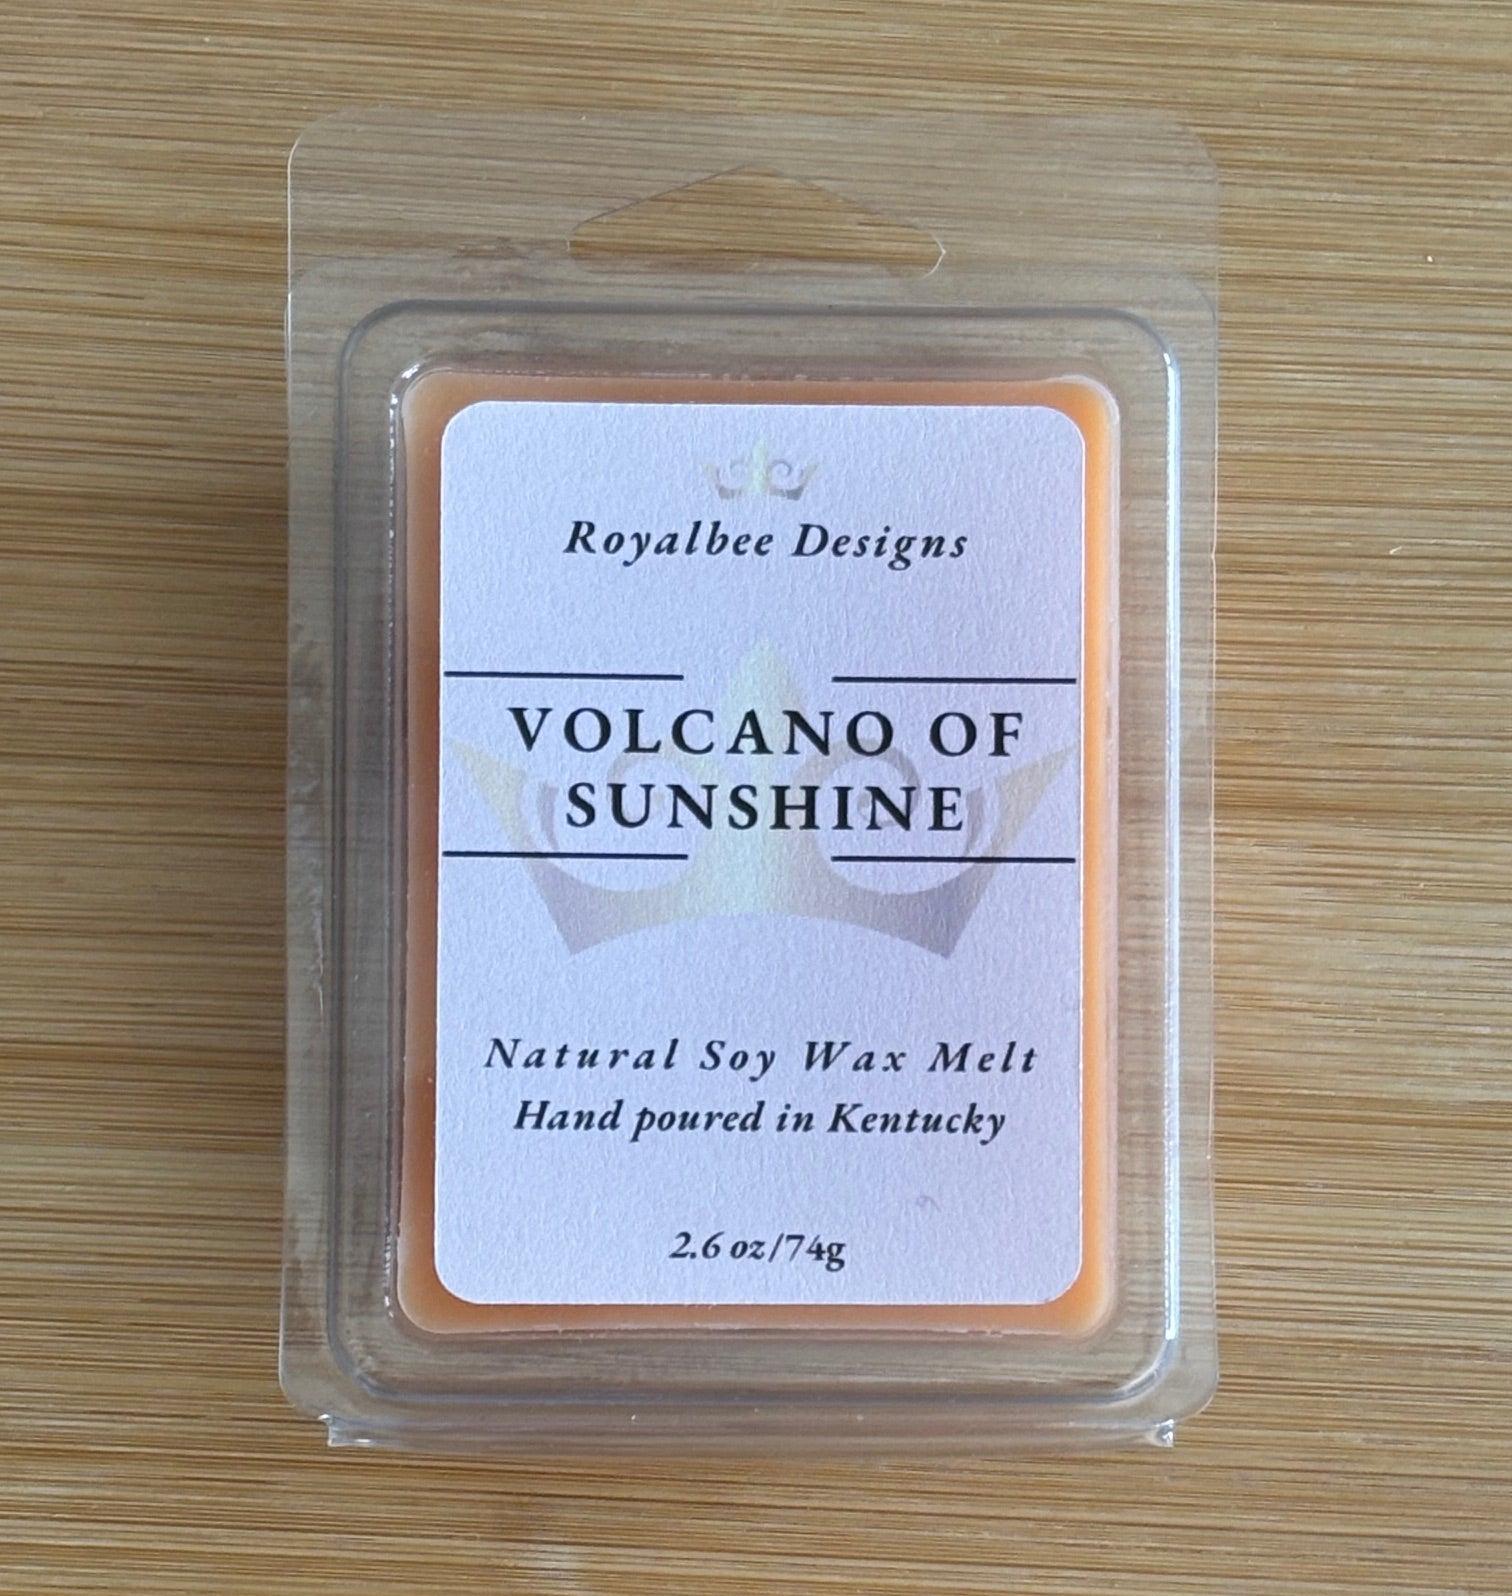 Royalbee Designs
VOLCANO OF
SUNSHINE
Natural Soy Wax Melt
Hand poured in Kentucky
2.6 oz/74g